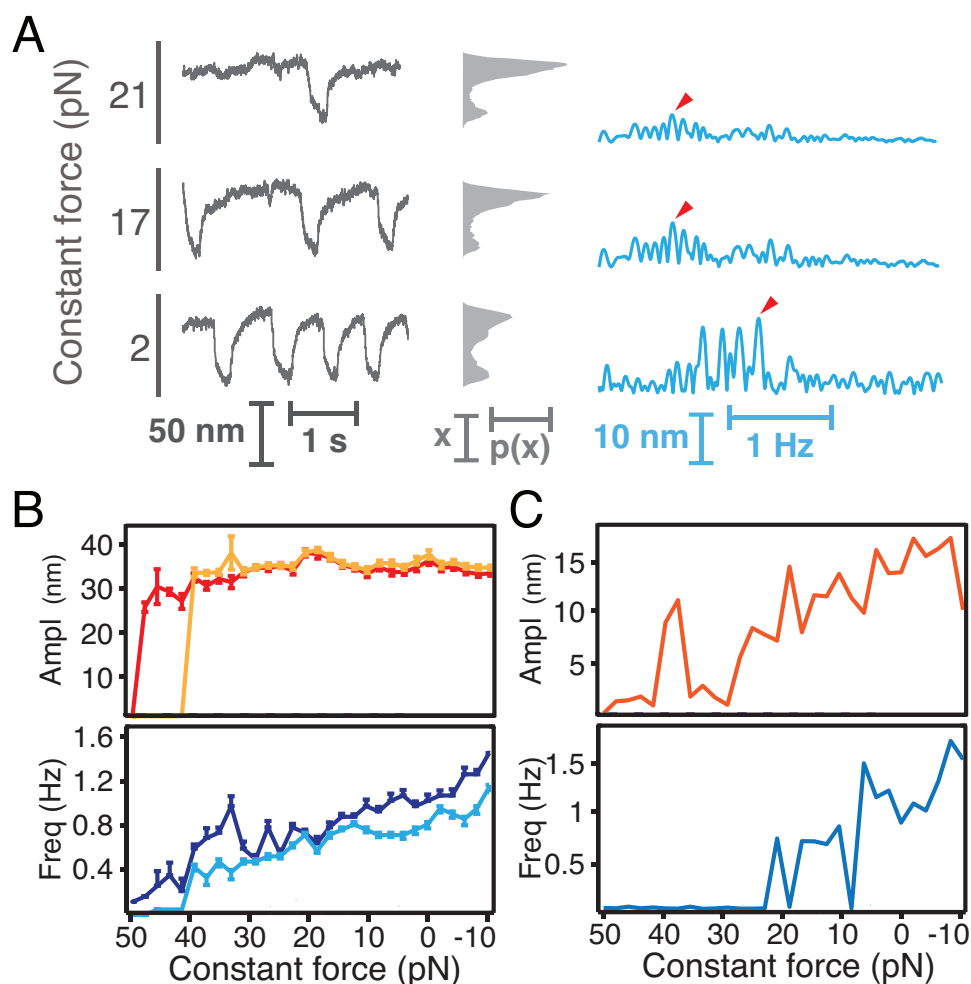 A
Constant force (pN)
21
17
2
50 nm
1 s
x
p(x)
10 nm
1 Hz
B
Ampl (nm)
40
30
20
10
Freq (Hz)
1.6
1.2
0.8
0.4
50 40 30 20 10 0 -10
Constant force (pN)
C
Ampl (nm)
15
10
5
Freq (Hz)
1.5
1
0.5
50 40 30 20 10 0 -10
Constant force (pN)